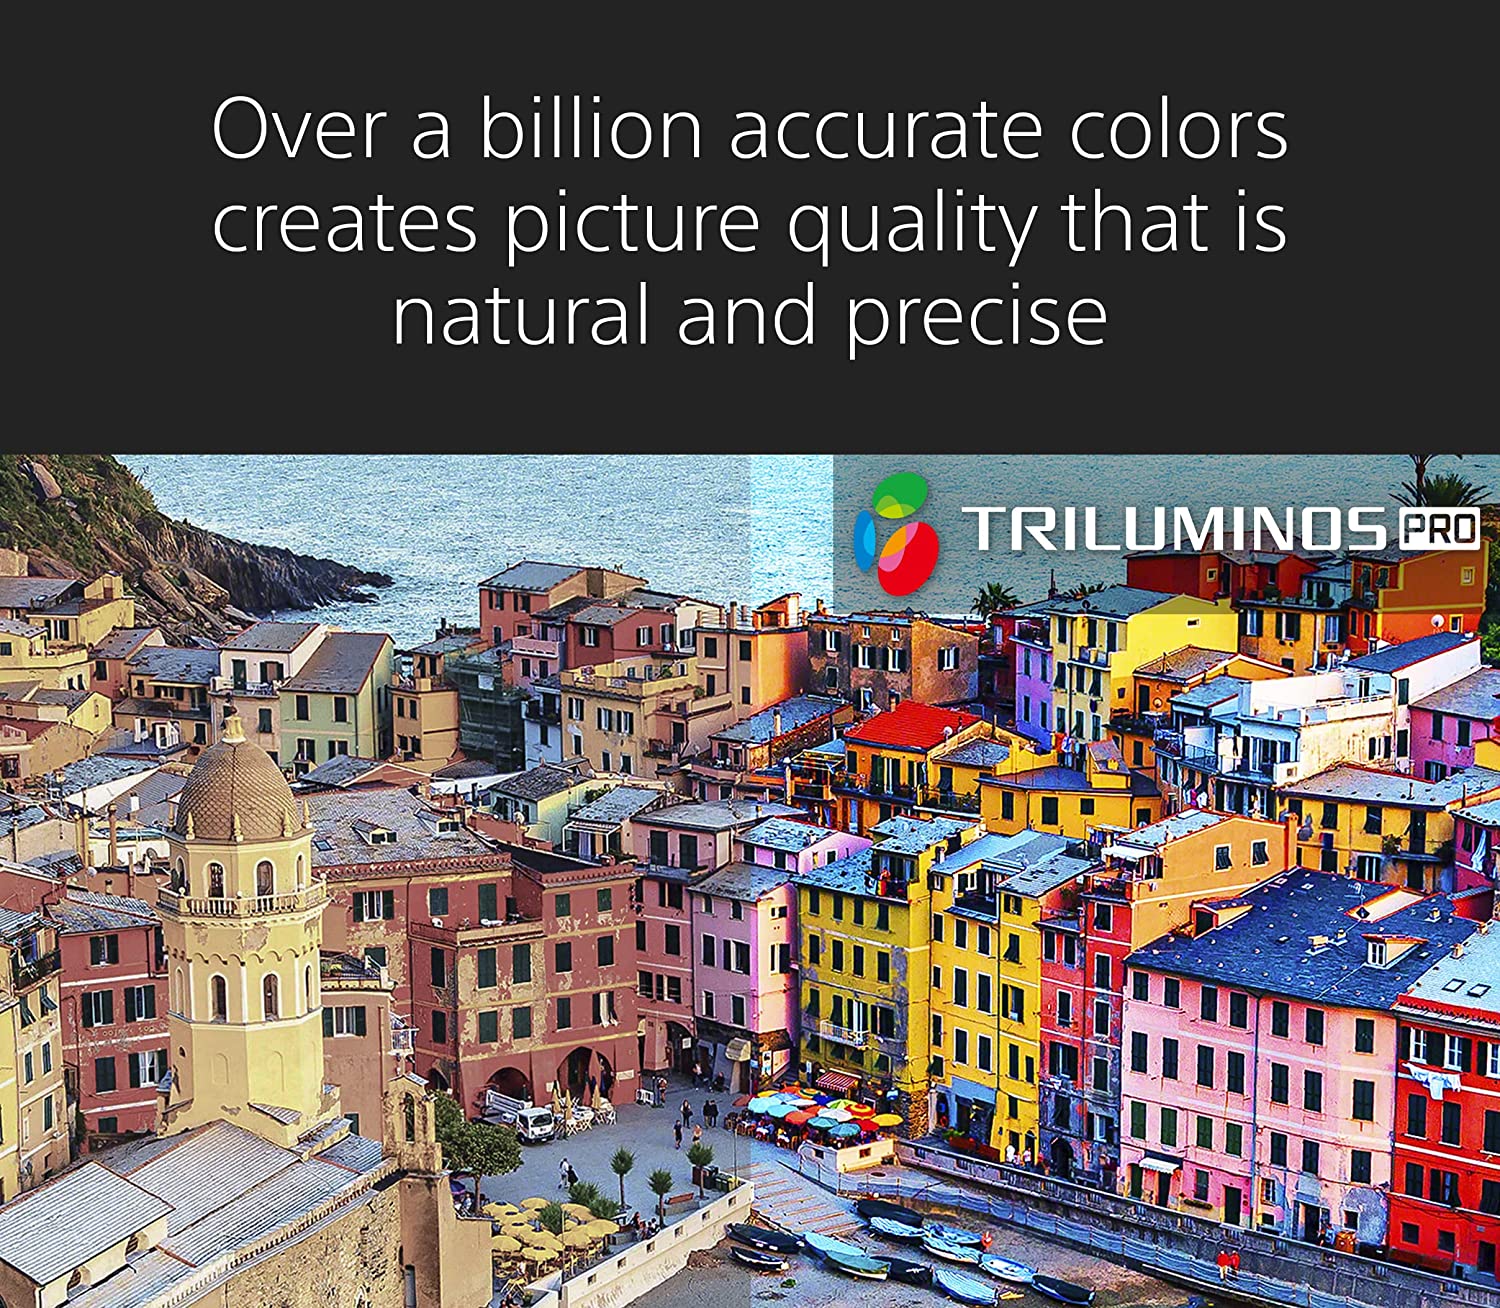 Over a billion accurate colors
creates picture quality that is
natural and precise
TRILUMINOS PRO